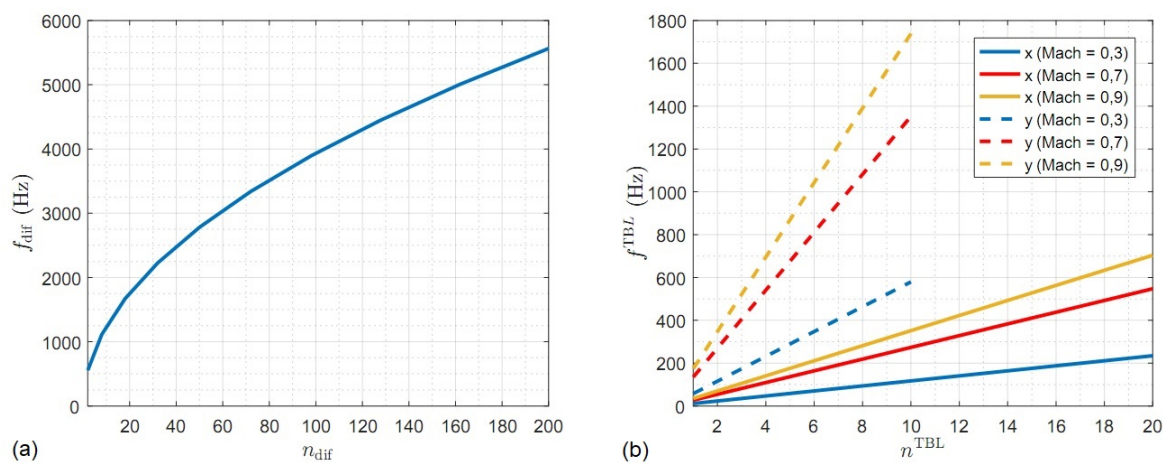 6000
5000
4000
3000
2000
1000
0
f_dif (Hz)
20 40 60 80 100 120 140 160 180 200
n_dif
(a)
1800
1600
1400
1200
1000
800
600
400
200
0
f^TBL (Hz)
x (Mach = 0,3)
x (Mach = 0,7)
x (Mach = 0,9)
y (Mach = 0,3)
y (Mach = 0,7)
y (Mach = 0,9)
2 4 6 8 10 12 14 16 18 20
n^TBL
(b)